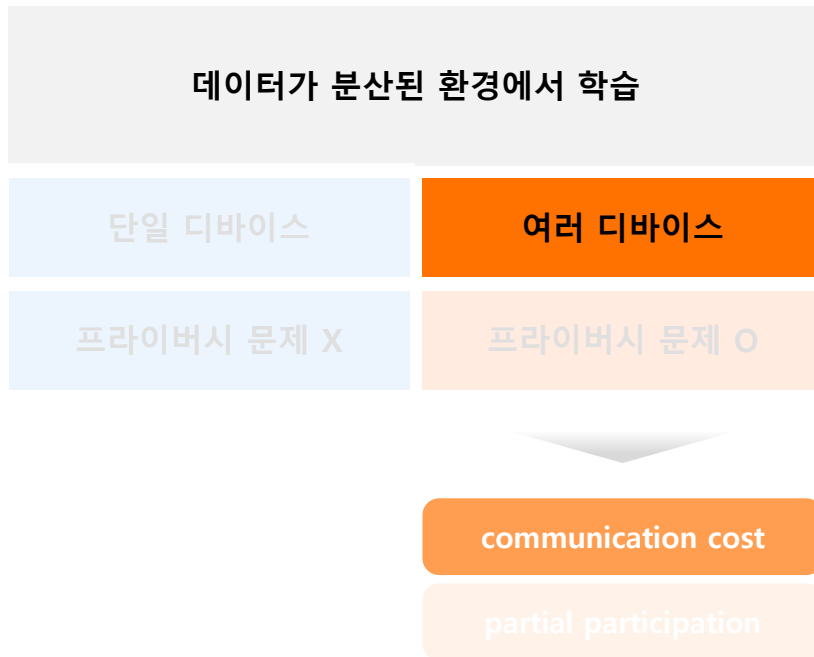 데이터가 분산된 환경에서 학습
단일 디바이스
여러 디바이스
프라이버시 문제 X
프라이버시 문제 O
communication cost
partial participation